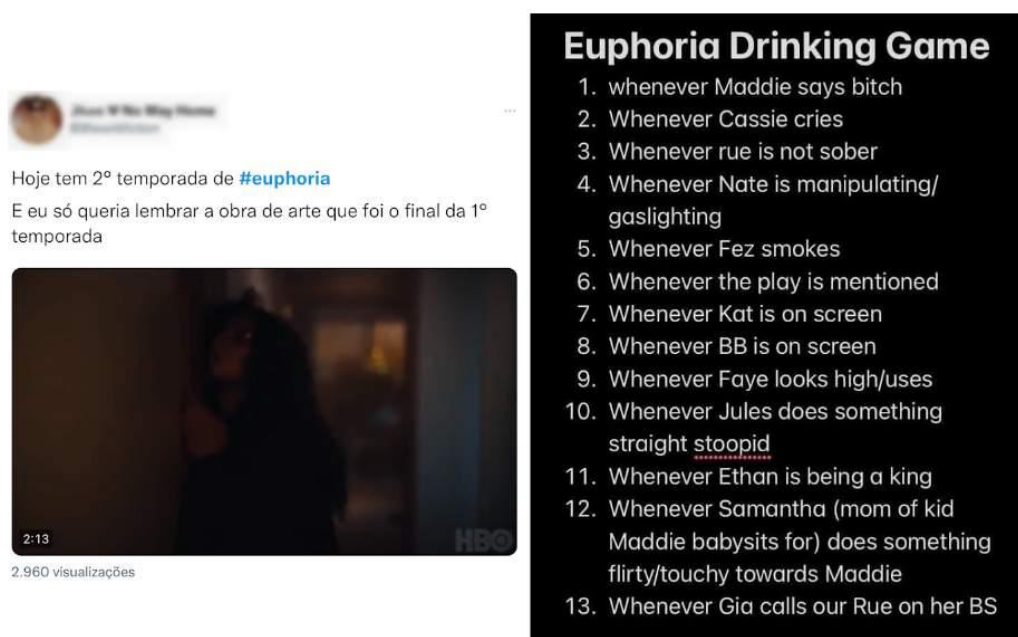 Hoje tem 2º temporada de #euphoria
E eu só queria lembrar a obra de arte que foi o final da 1º
temporada
2:13
HBO
2.960 visualizações
Euphoria Drinking Game
1. whenever Maddie says bitch
2. Whenever Cassie cries
3. Whenever rue is not sober
4. Whenever Nate is manipulating/
gaslighting
5. Whenever Fez smokes
6. Whenever the play is mentioned
7. Whenever Kat is on screen
8. Whenever BB is on screen
9. Whenever Faye looks high/uses
10. Whenever Jules does something
straight stoopid
11. Whenever Ethan is being a king
12. Whenever Samantha (mom of kid
Maddie babysits for) does something
flirty/touchy towards Maddie
13. Whenever Gia calls our Rue on her BS